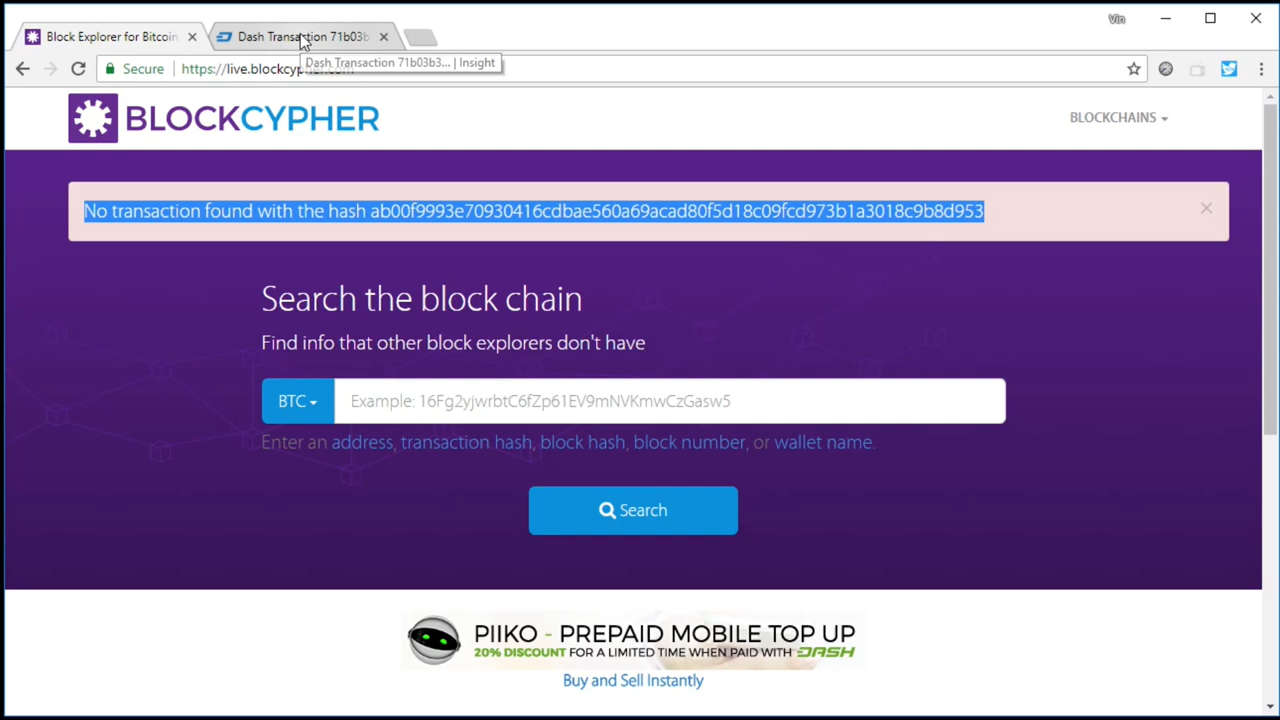 Vin
Block Explorer for Bitcoin,
Dash Transaction 71b03b
Dash Transaction 71b03b3... | Insight
Secure
BLOCKCYPHER
BLOCKCHAINS
No transaction found with the hash ab00f9993e70930416cdbae560a69acad80f5d18c09fcd973b1a3018c9b8d953
Search the block chain
Find info that other block explorers don't have
BTC
Example: 16Fg2yjwrbtC6fZp61EV9mNVKmwCzGasw5
Enter an address, transaction hash, block hash, block number, or wallet name.
Search
PIIKO - PREPAID MOBILE TOP UP
20% DISCOUNT FOR A LIMITED TIME WHEN PAID WITH DASH
Buy and Sell Instantly